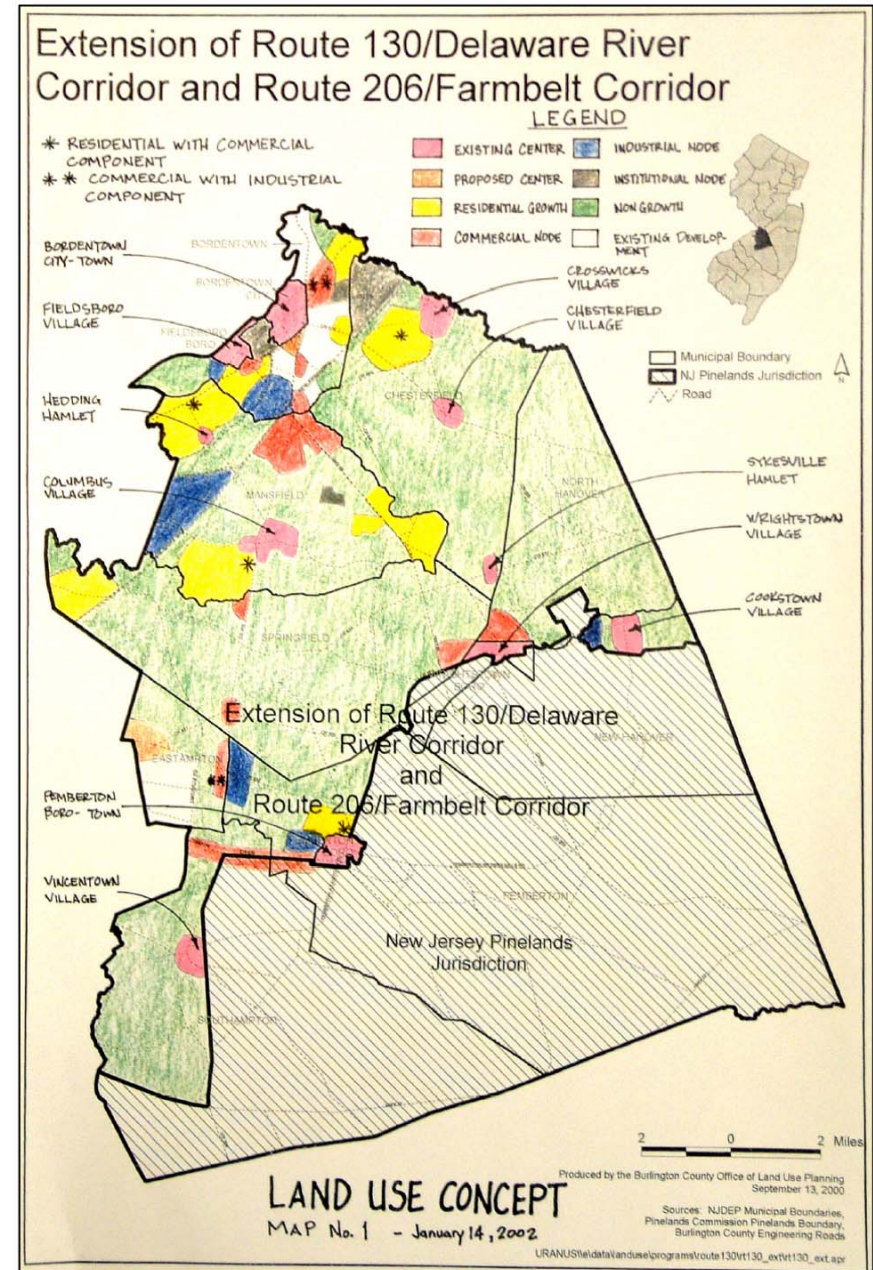 Extension of Route 130/Delaware River
Corridor and Route 206/Farmbelt Corridor
LEGEND
* RESIDENTIAL WITH COMMERCIAL
COMPONENT
** COMMERCIAL WITH INDUSTRIAL
COMPONENT
EXISTING CENTER
INDUSTRIAL NODE
PROPOSED CENTER
INSTITUTIONAL NODE
RESIDENTIAL GROWTH
NON GROWTH
COMMERCIAL NODE
EXISTING DEVELOP-
MENT
BORDENTOWN
CITY-TOWN
BORDENTOWN
BORDENTOWN
CITY
FIELDSBORO
VILLAGE
FIELDSBORO
BORO
CROSSWICKS
VILLAGE
CHESTERFIELD
VILLAGE
Municipal Boundary
NJ Pinelands Jurisdiction
Road
N
HEDDING
HAMLET
CHESTERFIELD
COLUMBUS
VILLAGE
MANSFIELD
NORTH
HANOVER
SYKESVILLE
HAMLET
WRIGHTSTOWN
VILLAGE
COOKSTOWN
VILLAGE
SPRINGFIELD
WRIGHTSTOWN
BORO
Extension of Route 130/Delaware
River Corridor
and
Route 206/Farmbelt Corridor
NEW HANOVER
EASTAMPTON
**
PEMBERTON
BORO-TOWN
VINCENTOWN
VILLAGE
PEMBERTON
New Jersey Pinelands
Jurisdiction
SOUTHAMPTON
2 0 2 Miles
LAND USE CONCEPT
MAP No. 1 - January 14, 2002
Produced by the Burlington County Office of Land Use Planning
September 13, 2000
Sources: NJDEP Municipal Boundaries,
Pinelands Commission Pinelands Boundary,
Burlington County Engineering Roads